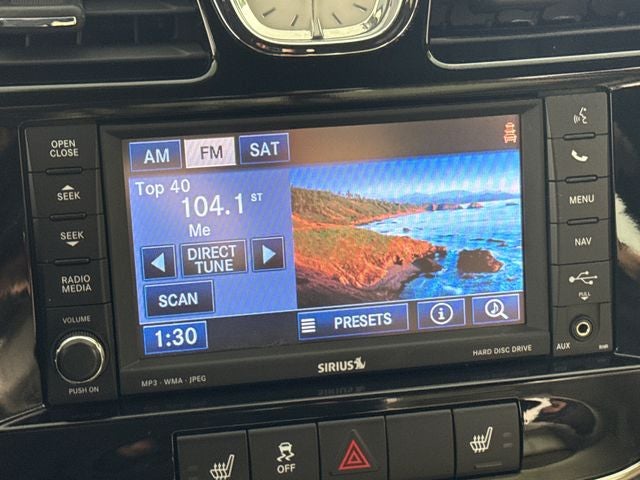 OPEN
CLOSE
SEEK
SEEK
RADIO
MEDIA
VOLUME
PUSH ON
AM FM SAT
Top 40
104.1 ST
Me
DIRECT
TUNE
SCAN
1:30
PRESETS
MENU
NAV
PULL
AUX
SIRIUS
HARD DISC DRIVE
MP3 · WMA · JPEG
OFF